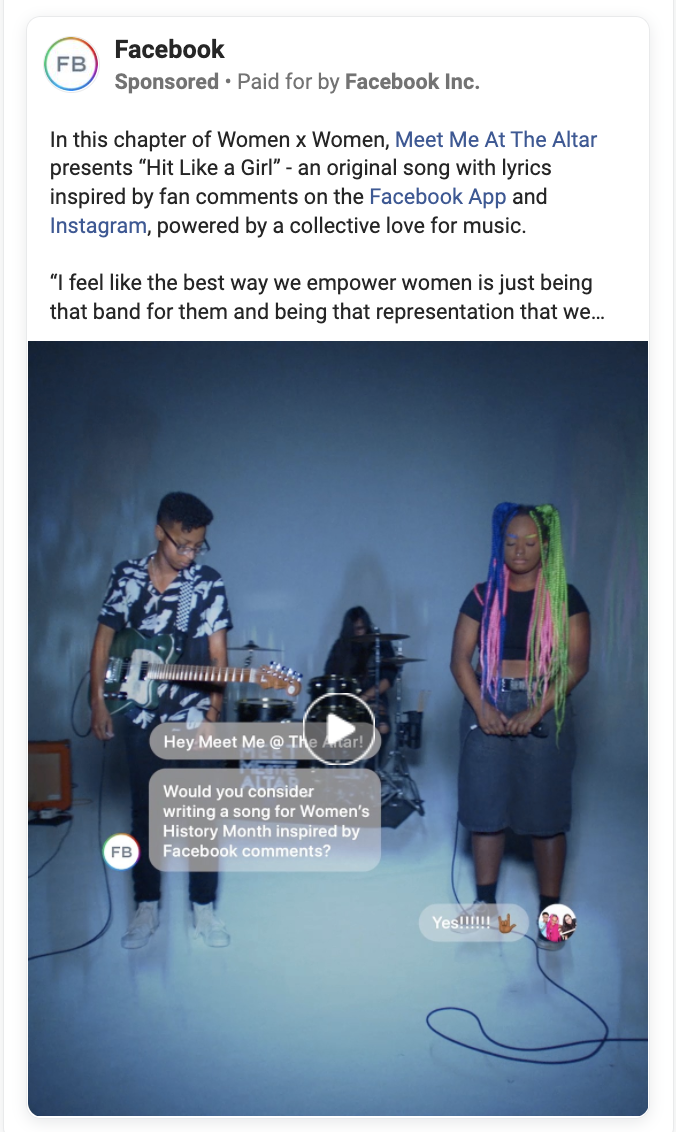 FB
Facebook
Sponsored • Paid for by Facebook Inc.
In this chapter of Women x Women, Meet Me At The Altar
presents “Hit Like a Girl” - an original song with lyrics
inspired by fan comments on the Facebook App and
Instagram, powered by a collective love for music.
“I feel like the best way we empower women is just being
that band for them and being that representation that we...
Hey Meet Me @ The Altar!
MEET
ME @ THE
ALTAR
Would you consider
writing a song for Women’s
History Month inspired by
Facebook comments?
FB
Yes!!!!!! 🤘🏾